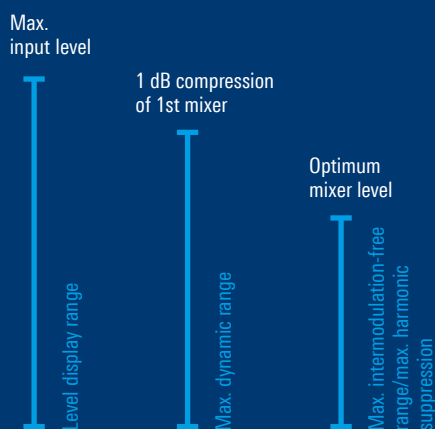 Max.
input level
1 dB compression
of 1st mixer
Optimum
mixer level
Level display range
Max. dynamic range
Max. intermodulation-free
range/max. harmonic
suppression